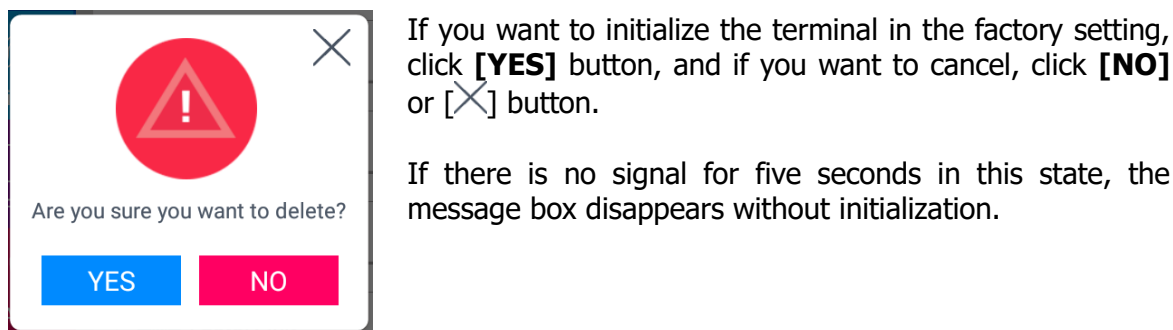 !
Are you sure you want to delete?
YES
NO
If you want to initialize the terminal in the factory setting,
click [YES] button, and if you want to cancel, click [NO]
or [X] button.
If there is no signal for five seconds in this state, the
message box disappears without initialization.